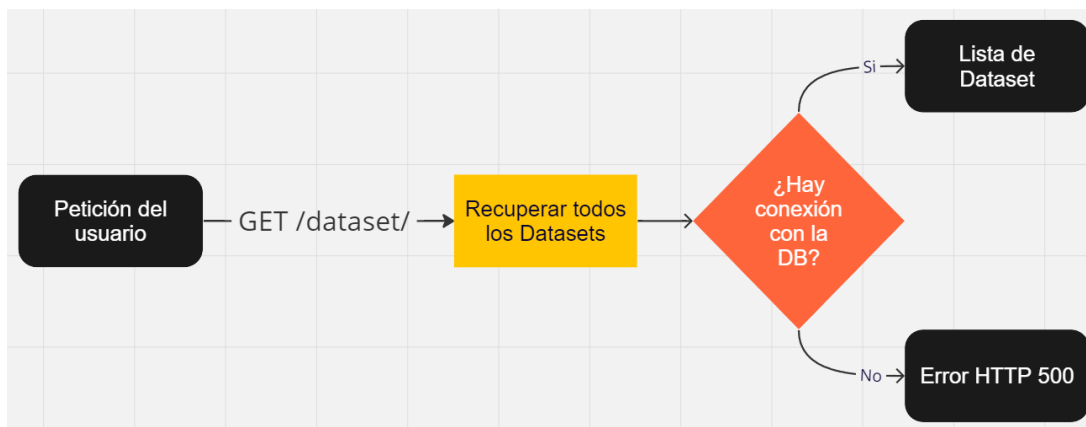 Petición del
usuario
GET /dataset/
Recuperar todos
los Datasets
¿Hay
conexión
con la
DB?
Si
Lista de
Dataset
No
Error HTTP 500